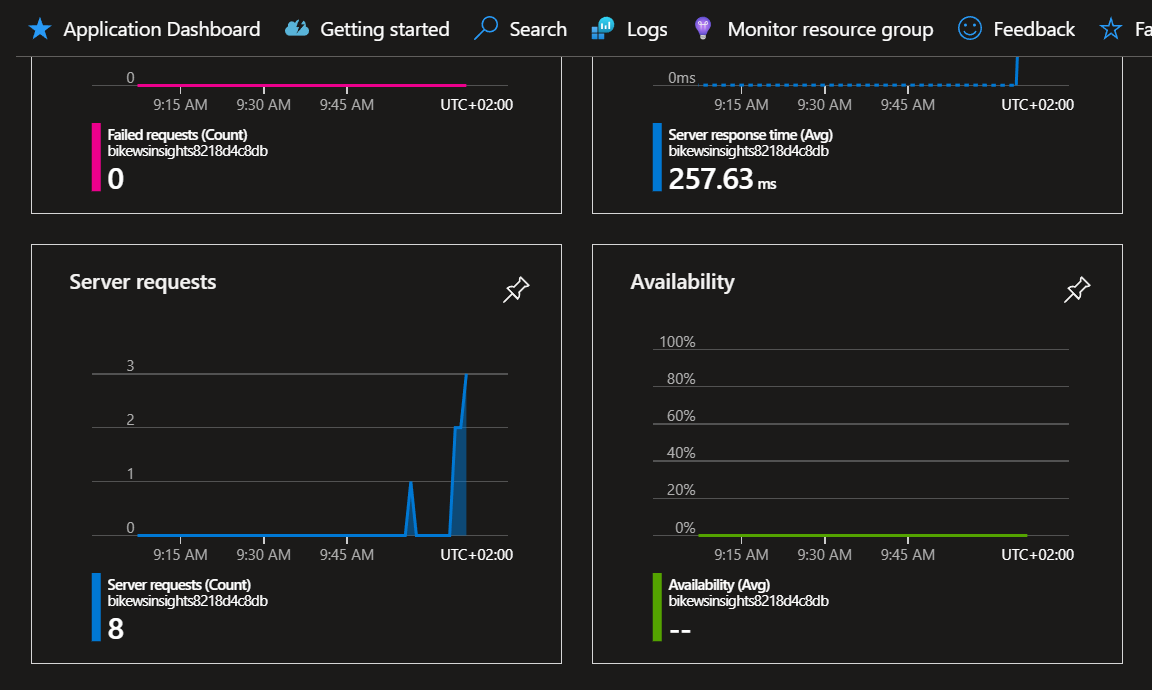 Application Dashboard Getting started Search Logs Monitor resource group Feedback Fa
0
9:15 AM 9:30 AM 9:45 AM UTC+02:00
Failed requests (Count)
bikewsinsights8218d4c8db
0
0ms
9:15 AM 9:30 AM 9:45 AM UTC+02:00
Server response time (Avg)
bikewsinsights8218d4c8db
257.63 ms
Server requests
3
2
1
0
9:15 AM 9:30 AM 9:45 AM UTC+02:00
Server requests (Count)
bikewsinsights8218d4c8db
8
Availability
100%
80%
60%
40%
20%
0%
9:15 AM 9:30 AM 9:45 AM UTC+02:00
Availability (Avg)
bikewsinsights8218d4c8db
--